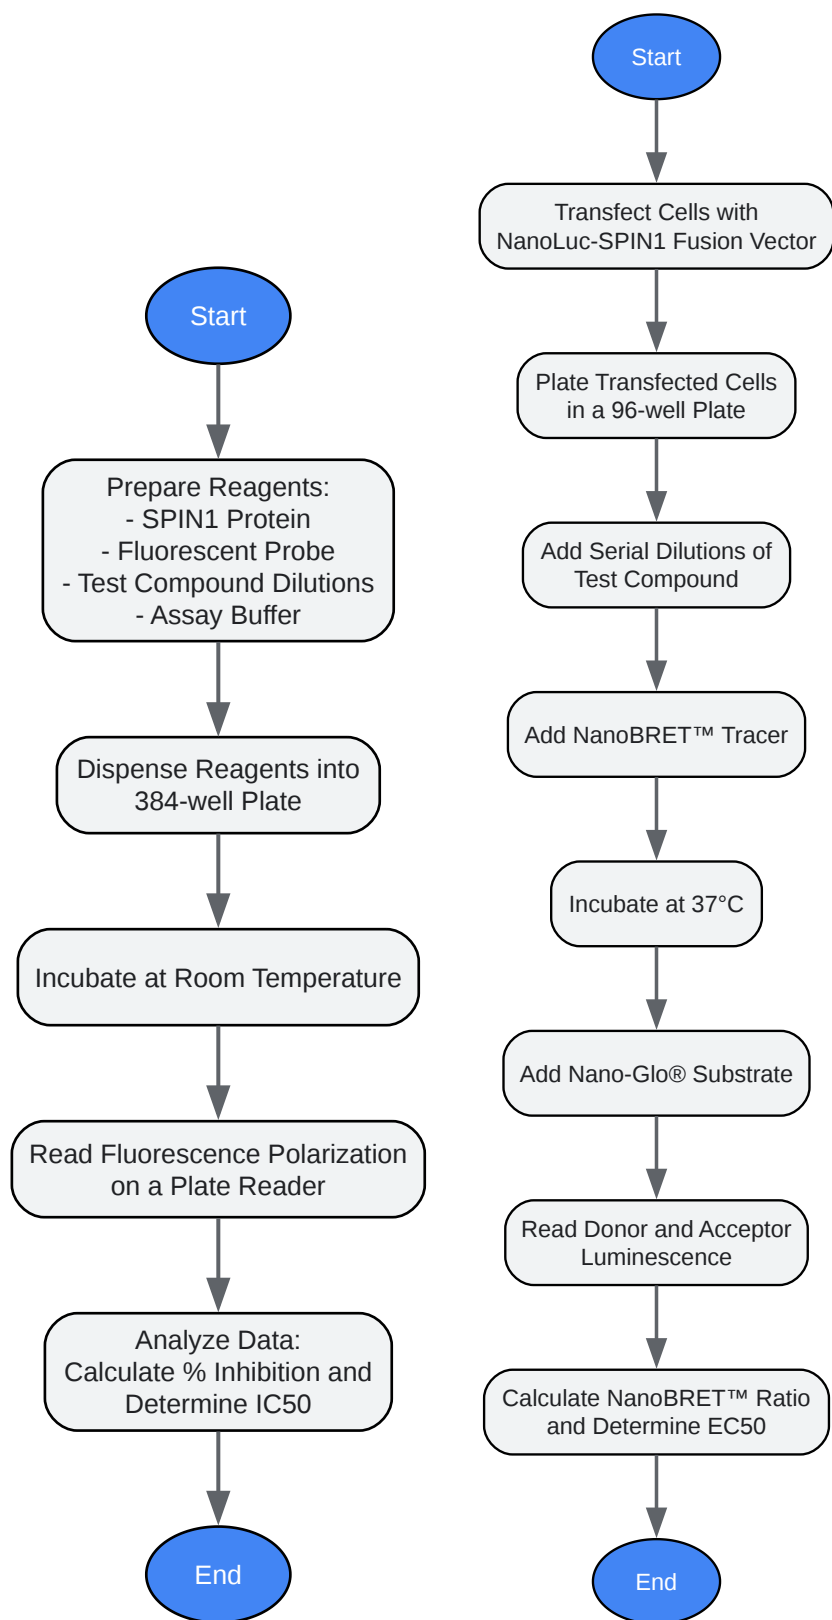 Start
Prepare Reagents:
- SPIN1 Protein
- Fluorescent Probe
- Test Compound Dilutions
- Assay Buffer
Dispense Reagents into
384-well Plate
Incubate at Room Temperature
Read Fluorescence Polarization
on a Plate Reader
Analyze Data:
Calculate % Inhibition and
Determine IC50
End
Start
Transfect Cells with
NanoLuc-SPIN1 Fusion Vector
Plate Transfected Cells
in a 96-well Plate
Add Serial Dilutions of
Test Compound
Add NanoBRET™ Tracer
Incubate at 37°C
Add Nano-Glo® Substrate
Read Donor and Acceptor
Luminescence
Calculate NanoBRET™ Ratio
and Determine EC50
End